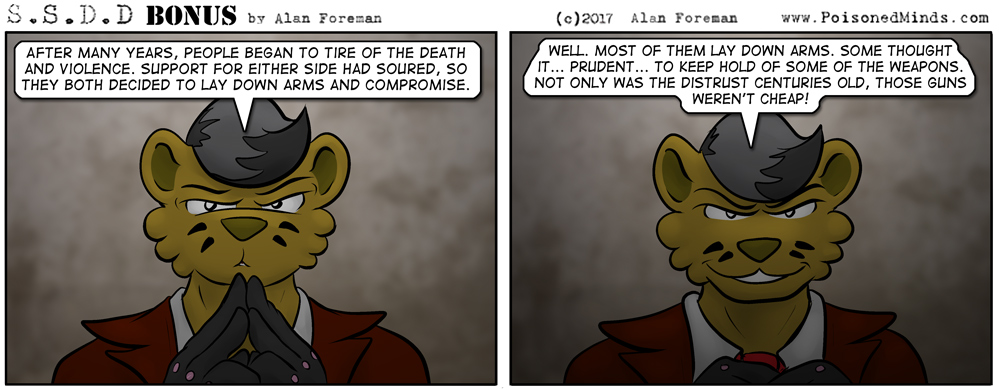 S.S.D.D BONUS by Alan Foreman (c)2017 Alan Foreman www.PoisonedMinds.com
AFTER MANY YEARS, PEOPLE BEGAN TO TIRE OF THE DEATH
AND VIOLENCE. SUPPORT FOR EITHER SIDE HAD SOURED, SO
THEY BOTH DECIDED TO LAY DOWN ARMS AND COMPROMISE.
WELL. MOST OF THEM LAY DOWN ARMS. SOME THOUGHT
IT... PRUDENT... TO KEEP HOLD OF SOME OF THE WEAPONS.
NOT ONLY WAS THE DISTRUST CENTURIES OLD, THOSE GUNS
WEREN'T CHEAP!